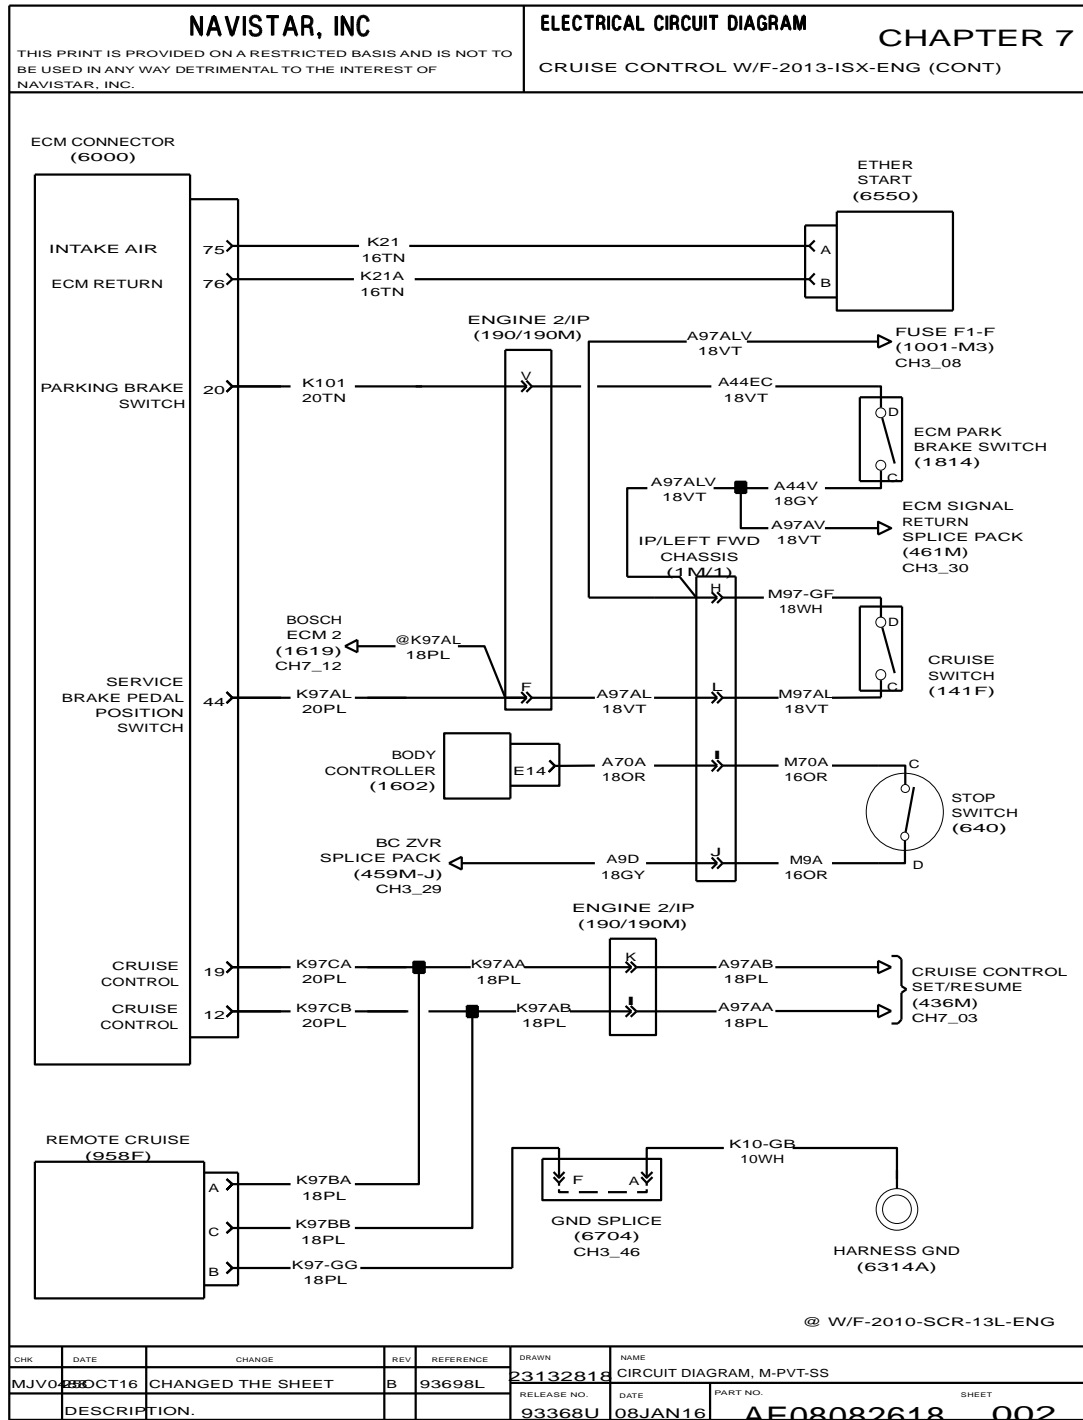 NAVISTAR, INC
THIS PRINT IS PROVIDED ON A RESTRICTED BASIS AND IS NOT TO
BE USED IN ANY WAY DETRIMENTAL TO THE INTEREST OF
NAVISTAR, INC.
ELECTRICAL CIRCUIT DIAGRAM
CHAPTER 7
CRUISE CONTROL W/F-2013-ISX-ENG (CONT)
ECM CONNECTOR
(6000)
ETHER
START
(6550)
INTAKE AIR
75
K21
16TN
A
ECM RETURN
76
K21A
16TN
B
ENGINE 2/IP
(190/190M)
A97ALV
18VT
FUSE F1-F
(1001-M3)
CH3_08
PARKING BRAKE
SWITCH
20
K101
20TN
V
A44EC
18VT
D
C
ECM PARK
BRAKE SWITCH
(1814)
A97ALV
18VT
A44V
18GY
A97AV
18VT
ECM SIGNAL
RETURN
SPLICE PACK
(461M)
CH3_30
IP/LEFT FWD
CHASSIS
(1M/1)
H
M97-GF
18WH
D
C
CRUISE
SWITCH
(141F)
BOSCH
ECM 2
(1619)
CH7_12
@K97AL
18PL
SERVICE
BRAKE PEDAL
POSITION
SWITCH
44
K97AL
20PL
F
A97AL
18VT
L
M97AL
18VT
BODY
CONTROLLER
(1602)
E14
A70A
18OR
I
M70A
16OR
C
STOP
SWITCH
(640)
D
BC ZVR
SPLICE PACK
(459M-J)
CH3_29
A9D
18GY
J
M9A
16OR
ENGINE 2/IP
(190/190M)
CRUISE
CONTROL
19
K97CA
20PL
K97AA
18PL
K
A97AB
18PL
CRUISE
CONTROL
12
K97CB
20PL
K97AB
18PL
I
A97AA
18PL
CRUISE CONTROL
SET/RESUME
(436M)
CH7_03
REMOTE CRUISE
(958F)
A
K97BA
18PL
C
K97BB
18PL
B
K97-GG
18PL
F
A
GND SPLICE
(6704)
CH3_46
K10-GB
10WH
HARNESS GND
(6314A)
@ W/F-2010-SCR-13L-ENG
CHK
DATE
CHANGE
REV
REFERENCE
DRAWN
NAME
28OCT16
CHANGED THE SHEET
B
93698L
23132818
CIRCUIT DIAGRAM, M-PVT-SS
DESCRIPTION.
RELEASE NO.
DATE
PART NO.
SHEET
93368U
08JAN16
AE08082618
002